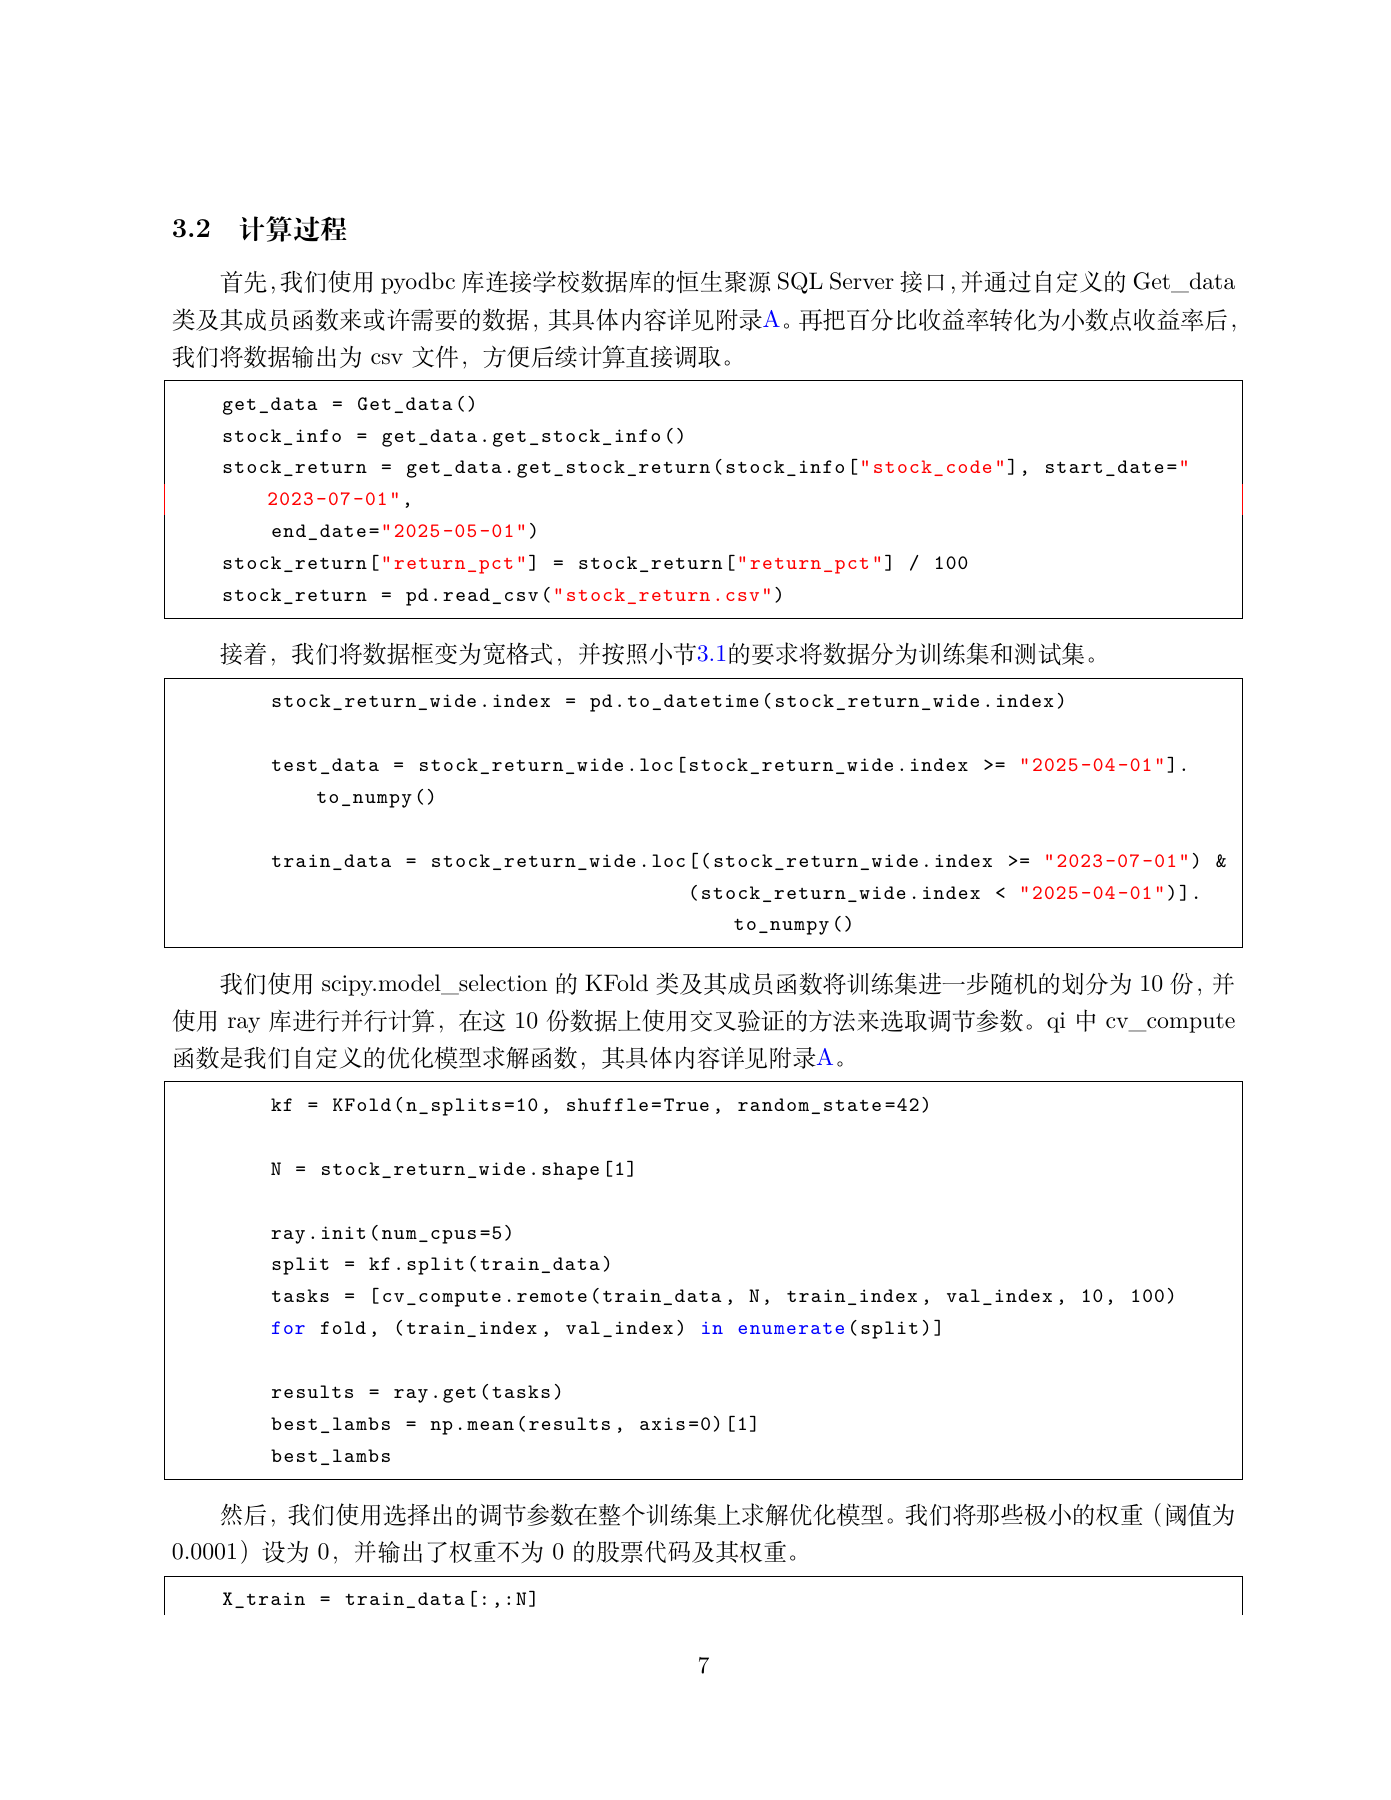 3.2 计算过程
首先,我们使用 pyodbc 库连接学校数据库的恒生聚源 SQL Server 接口,并通过自定义的 Get_data
类及其成员函数来或许需要的数据, 其具体内容详见附录A。再把百分比收益率转化为小数点收益率后,
我们将数据输出为 csv 文件, 方便后续计算直接调取。
get_data = Get_data()
stock_info = get_data.get_stock_info()
stock_return = get_data.get_stock_return(stock_info["stock_code"], start_date="
2023-07-01",
end_date="2025-05-01")
stock_return["return_pct"] = stock_return["return_pct"] / 100
stock_return = pd.read_csv("stock_return.csv")
接着, 我们将数据框变为宽格式, 并按照小节3.1的要求将数据分为训练集和测试集。
stock_return_wide.index = pd.to_datetime(stock_return_wide.index)
test_data = stock_return_wide.loc[stock_return_wide.index >= "2025-04-01"].
to_numpy()
train_data = stock_return_wide.loc[(stock_return_wide.index >= "2023-07-01") &
(stock_return_wide.index < "2025-04-01")].
to_numpy()
我们使用 scipy.model_selection 的 KFold 类及其成员函数将训练集进一步随机的划分为 10 份, 并
使用 ray 库进行并行计算, 在这 10 份数据上使用交叉验证的方法来选取调节参数。qi 中 cv_compute
函数是我们自定义的优化模型求解函数, 其具体内容详见附录A。
kf = KFold(n_splits=10, shuffle=True, random_state=42)
N = stock_return_wide.shape[1]
ray.init(num_cpus=5)
split = kf.split(train_data)
tasks = [cv_compute.remote(train_data, N, train_index, val_index, 10, 100)
for fold, (train_index, val_index) in enumerate(split)]
results = ray.get(tasks)
best_lambs = np.mean(results, axis=0)[1]
best_lambs
然后, 我们使用选择出的调节参数在整个训练集上求解优化模型。我们将那些极小的权重 (阈值为
0.0001) 设为 0, 并输出了权重不为 0 的股票代码及其权重。
X_train = train_data[:,:N]
7